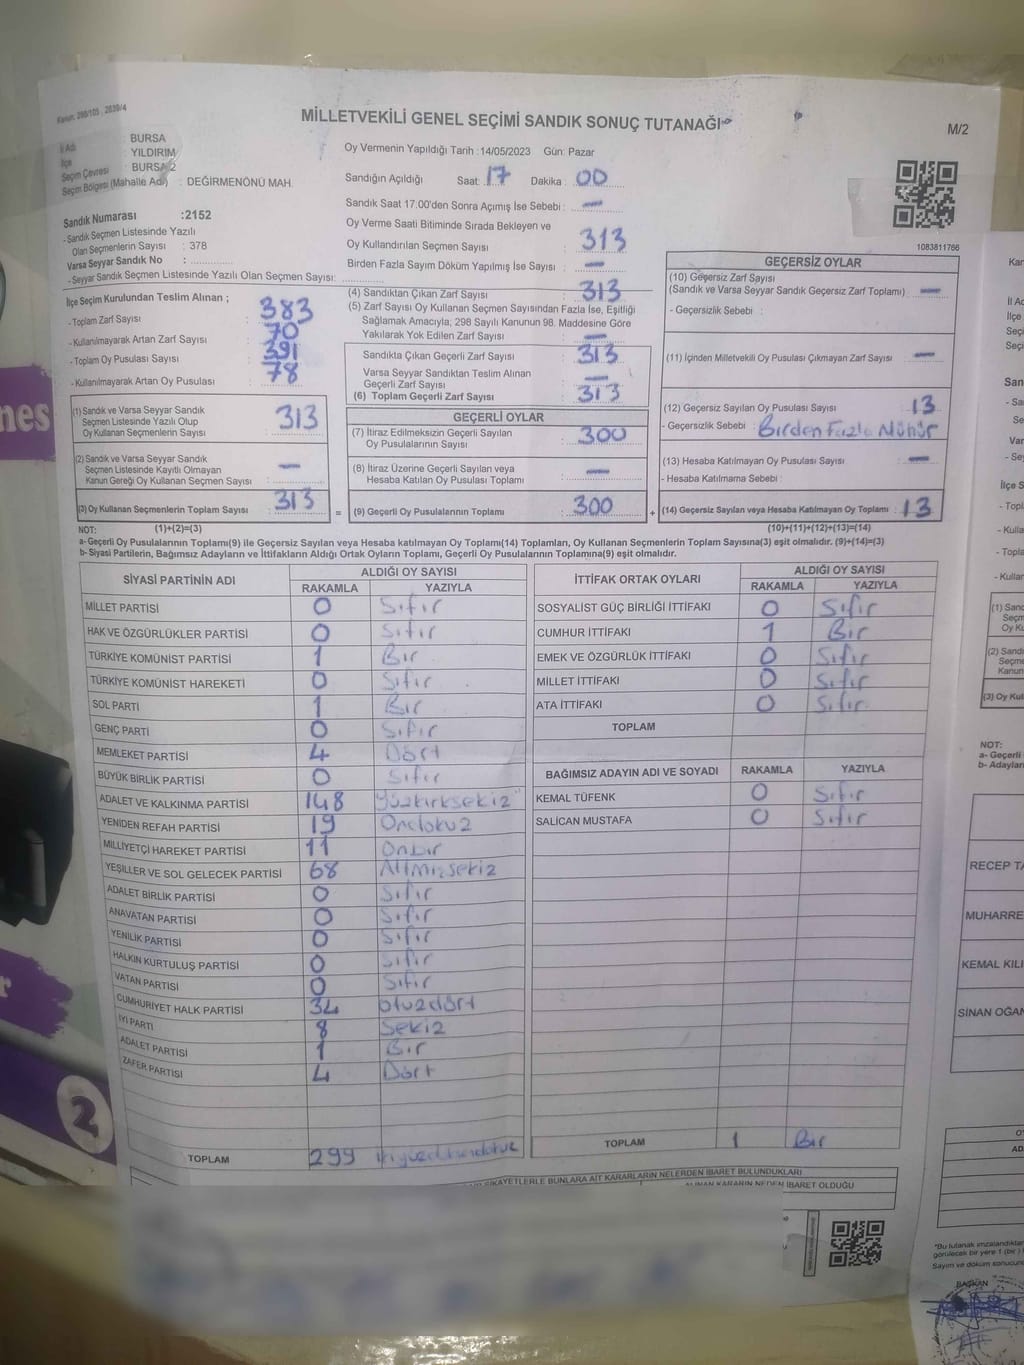 Kanun: 298/105 , 2839/4
MİLLETVEKİLİ GENEL SEÇİMİ SANDIK SONUÇ TUTANAĞI
M/2
İl Adı : BURSA
İlçe : YILDIRIM
Seçim Çevresi : BURSA 2
Seçim Bölgesi (Mahalle Adı) : DEĞİRMENÖNÜ MAH.
Sandık Numarası :2152
- Sandık Seçmen Listesinde Yazılı
Olan Seçmenlerin Sayısı : 378
Varsa Seyyar Sandık No :
- Seyyar Sandık Seçmen Listesinde Yazılı Olan Seçmen Sayısı:
Oy Vermenin Yapıldığı Tarih :14/05/2023 Gün: Pazar
Sandığın Açıldığı Saat: 17 Dakika : 00
Sandık Saat 17:00'den Sonra Açımış İse Sebebi : —
Oy Verme Saati Bitiminde Sırada Bekleyen ve
Oy Kullandırılan Seçmen Sayısı : 313
Birden Fazla Sayım Döküm Yapılmış İse Sayısı : —
1083811766
İlçe Seçim Kurulundan Teslim Alınan ;
- Toplam Zarf Sayısı : 383
- Kullanılmayarak Artan Zarf Sayısı : 70
- Toplam Oy Pusulası Sayısı : 391
- Kullanılmayarak Artan Oy Pusulası : 78
(1) Sandık ve Varsa Seyyar Sandık
Seçmen Listesinde Yazılı Olup
Oy Kullanan Seçmenlerin Sayısı : 313
(2) Sandık ve Varsa Seyyar Sandık
Seçmen Listesinde Kayıtlı Olmayan
Kanun Gereği Oy Kullanan Seçmen Sayısı : —
(3) Oy Kullanan Seçmenlerin Toplam Sayısı : 313
(4) Sandıktan Çıkan Zarf Sayısı : 313
(5) Zarf Sayısı Oy Kullanan Seçmen Sayısından Fazla İse, Eşitliği
Sağlamak Amacıyla; 298 Sayılı Kanunun 98. Maddesine Göre
Yakılarak Yok Edilen Zarf Sayısı : —
Sandıkta Çıkan Geçerli Zarf Sayısı : 313
Varsa Seyyar Sandıktan Teslim Alınan
Geçerli Zarf Sayısı : —
(6) Toplam Geçerli Zarf Sayısı : 313
GEÇERLİ OYLAR
(7) İtiraz Edilmeksizin Geçerli Sayılan
Oy Pusulalarının Sayısı : 300
(8) İtiraz Üzerine Geçerli Sayılan veya
Hesaba Katılan Oy Pusulası Toplamı : —
= (9) Geçerli Oy Pusulalarının Toplamı : 300
GEÇERSİZ OYLAR
(10) Geçersiz Zarf Sayısı
(Sandık ve Varsa Seyyar Sandık Geçersiz Zarf Toplamı) : —
- Geçersizlik Sebebi :
(11) İçinden Milletvekili Oy Pusulası Çıkmayan Zarf Sayısı : —
(12) Geçersiz Sayılan Oy Pusulası Sayısı : 13
- Geçersizlik Sebebi : Birden Fazla Mühür
(13) Hesaba Katılmayan Oy Pusulası Sayısı : —
- Hesaba Katılmama Sebebi :
+ (14) Geçersiz Sayılan veya Hesaba Katılmayan Oy Toplamı : 13
NOT: (1)+(2)=(3)
(10)+(11)+(12)+(13)=(14)
a- Geçerli Oy Pusulalarının Toplamı(9) ile Geçersiz Sayılan veya Hesaba katılmayan Oy Toplamı(14) Toplamları, Oy Kullanan Seçmenlerin Toplam Sayısına(3) eşit olmalıdır. (9)+(14)=(3)
b- Siyasi Partilerin, Bağımsız Adayların ve İttifakların Aldığı Ortak Oyların Toplamı, Geçerli Oy Pusulalarının Toplamına(9) eşit olmalıdır.
SİYASİ PARTİNİN ADI ALDIĞI OY SAYISI
RAKAMLA YAZIYLA
MİLLET PARTİSİ 0 Sıfır
HAK VE ÖZGÜRLÜKLER PARTİSİ 0 Sıfır
TÜRKİYE KOMÜNİST PARTİSİ 1 Bir
TÜRKİYE KOMÜNİST HAREKETİ 0 Sıfır
SOL PARTİ 1 Bir
GENÇ PARTİ 0 Sıfır
MEMLEKET PARTİSİ 4 Dört
BÜYÜK BİRLİK PARTİSİ 0 Sıfır
ADALET VE KALKINMA PARTİSİ 148 yüzkırksekiz
YENİDEN REFAH PARTİSİ 19 Ondokuz
MİLLİYETÇİ HAREKET PARTİSİ 11 Onbir
YEŞİLLER VE SOL GELECEK PARTİSİ 68 Altmışsekiz
ADALET BİRLİK PARTİSİ 0 Sıfır
ANAVATAN PARTİSİ 0 Sıfır
YENİLİK PARTİSİ 0 Sıfır
HALKIN KURTULUŞ PARTİSİ 0 Sıfır
VATAN PARTİSİ 0 Sıfır
CUMHURİYET HALK PARTİSİ 34 otuzdört
İYİ PARTİ 8 Sekiz
ADALET PARTİSİ 1 Bir
ZAFER PARTİSİ 4 Dört
TOPLAM 299
İTTİFAK ORTAK OYLARI ALDIĞI OY SAYISI
RAKAMLA YAZIYLA
SOSYALİST GÜÇ BİRLİĞİ İTTİFAKI 0 Sıfır
CUMHUR İTTİFAKI 1 Bir
EMEK VE ÖZGÜRLÜK İTTİFAKI 0 Sıfır
MİLLET İTTİFAKI 0 Sıfır
ATA İTTİFAKI 0 Sıfır
TOPLAM
BAĞIMSIZ ADAYIN ADI VE SOYADI RAKAMLA YAZIYLA
KEMAL TÜFENK 0 Sıfır
SALİCAN MUSTAFA 0 Sıfır
TOPLAM 1 Bir
ŞİKAYETLERLE BUNLARA AİT KARARLARIN NELERDEN İBARET BULUNDUKLARI
ALINAN KARARIN NEDEN İBARET OLDUĞU
nes
2
İl Ac
İlçe
NOT:
a- Geçerli
b- Adayları
RECEP TA
MUHARRE
KEMAL KILI
SİNAN OĞAN
BAŞKAN